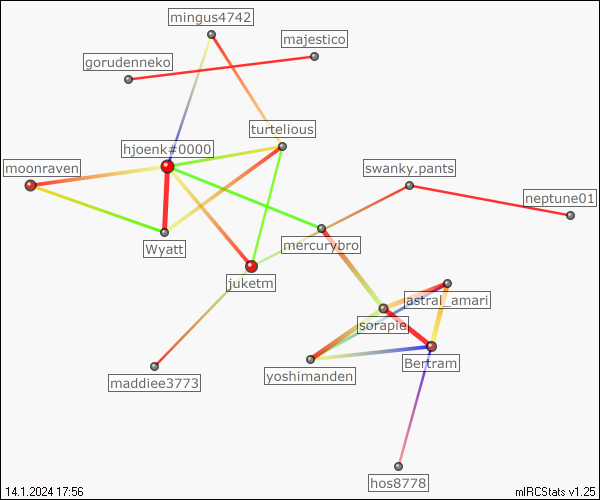 mingus4742
majestico
gorudenneko
turtelious
hjoenk#0000
moonraven
swanky.pants
neptune01
Wyatt
mercurybro
juketm
astral_amari
sorapie
Bertram
yoshimanden
maddiee3773
hos8778
14.1.2024 17:56
mIRCStats v1.25